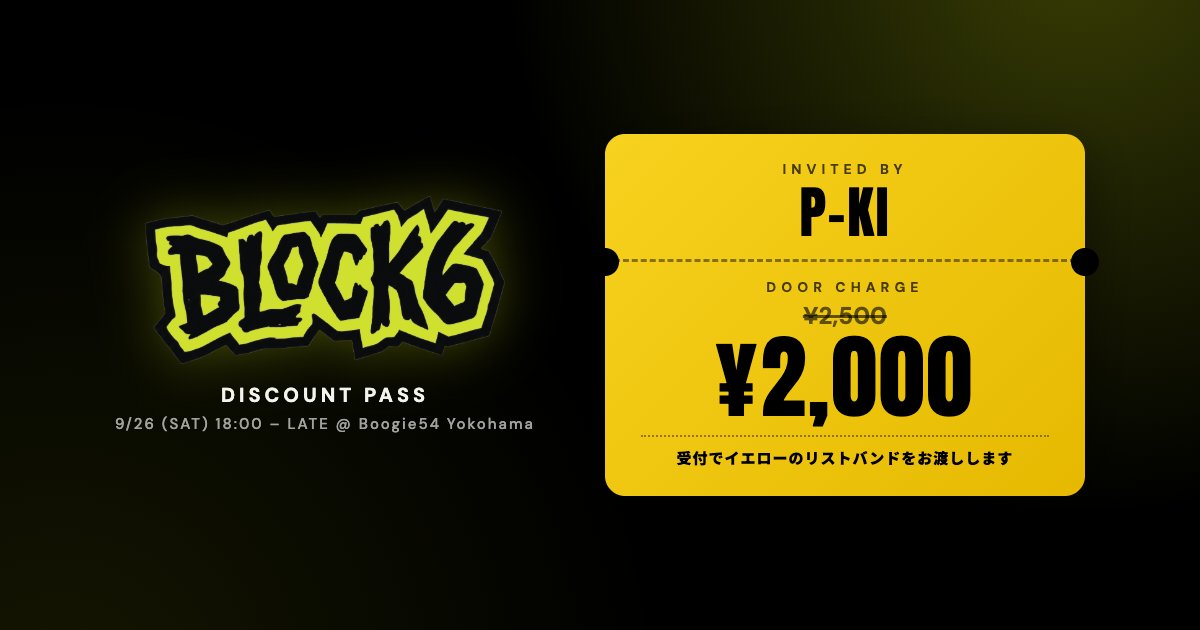 BLOCK6
DISCOUNT PASS
9/26 (SAT) 18:00 – LATE @ Boogie54 Yokohama
INVITED BY
P-KI
DOOR CHARGE
¥2,500
¥2,000
受付でイエローのリストバンドをお渡しします